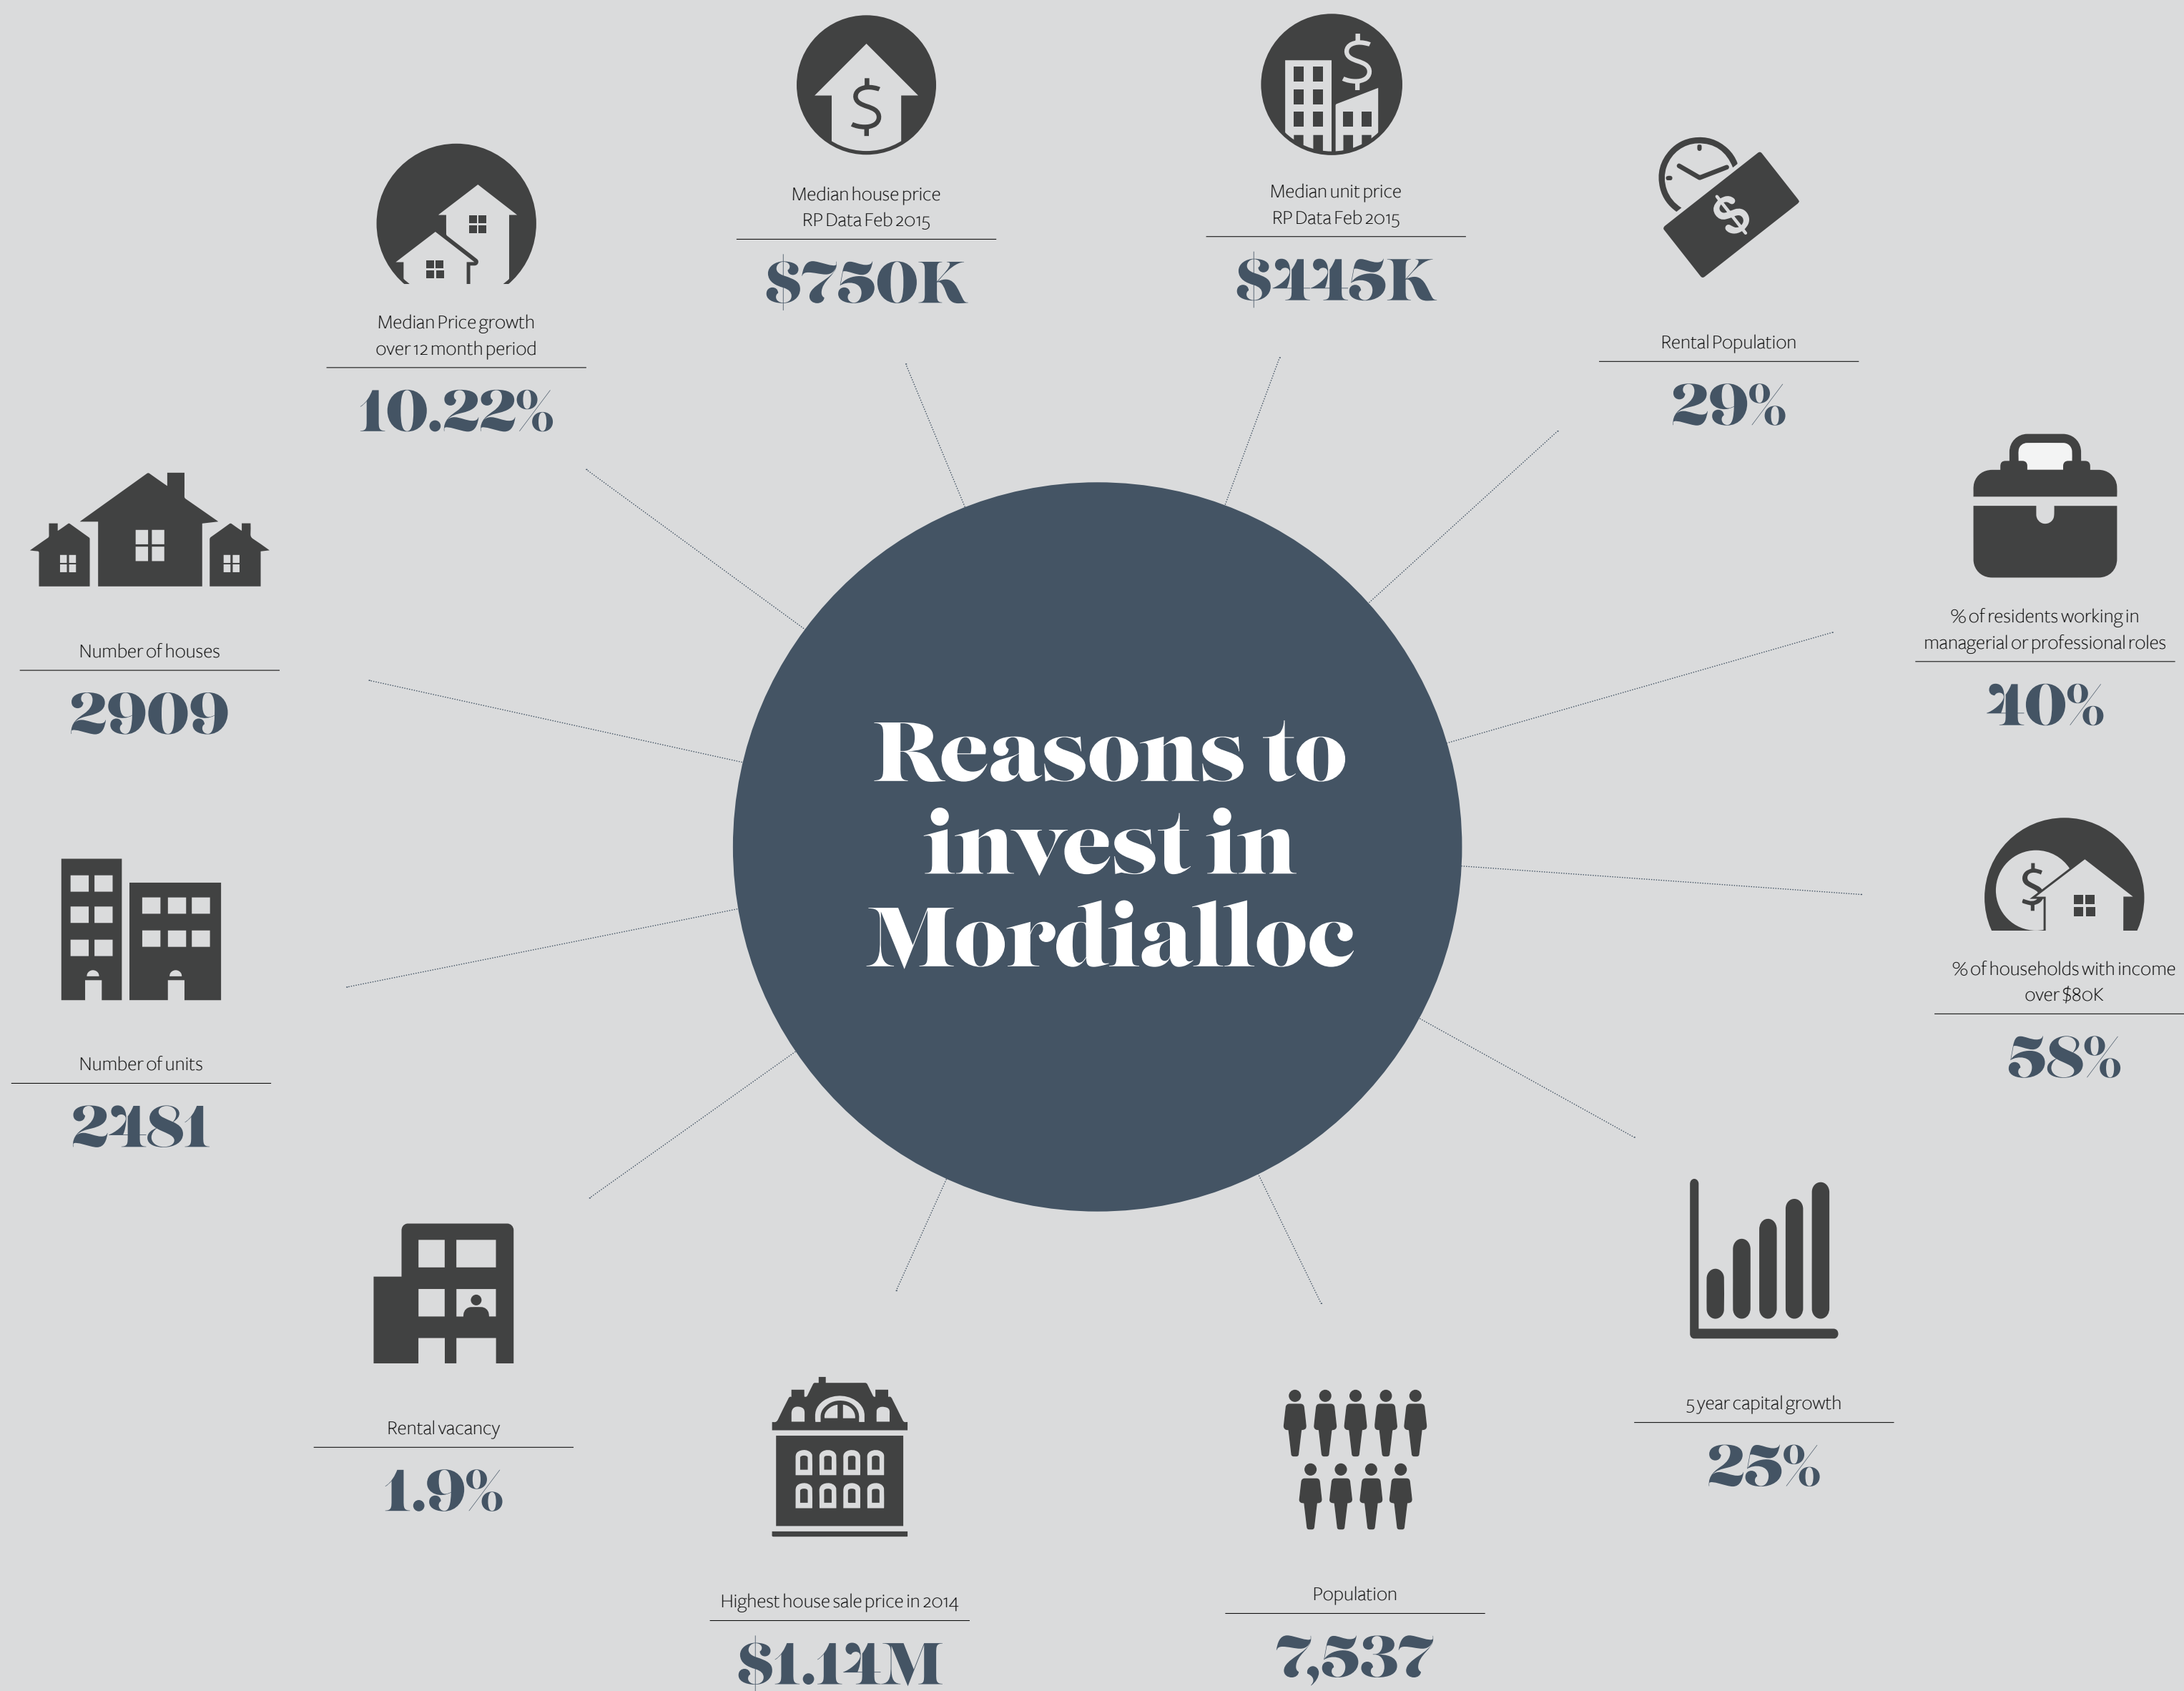 Median house price
RP Data Feb 2015
$750K
Median unit price
RP Data Feb 2015
$445K
Median Price growth
over 12 month period
10.22%
Rental Population
29%
Number of houses
2909
% of residents working in
managerial or professional roles
40%
Reasons to
invest in
Mordialloc
% of households with income
over $80K
58%
Number of units
2481
5 year capital growth
25%
Rental vacancy
1.9%
Highest house sale price in 2014
$1.14M
Population
7,537